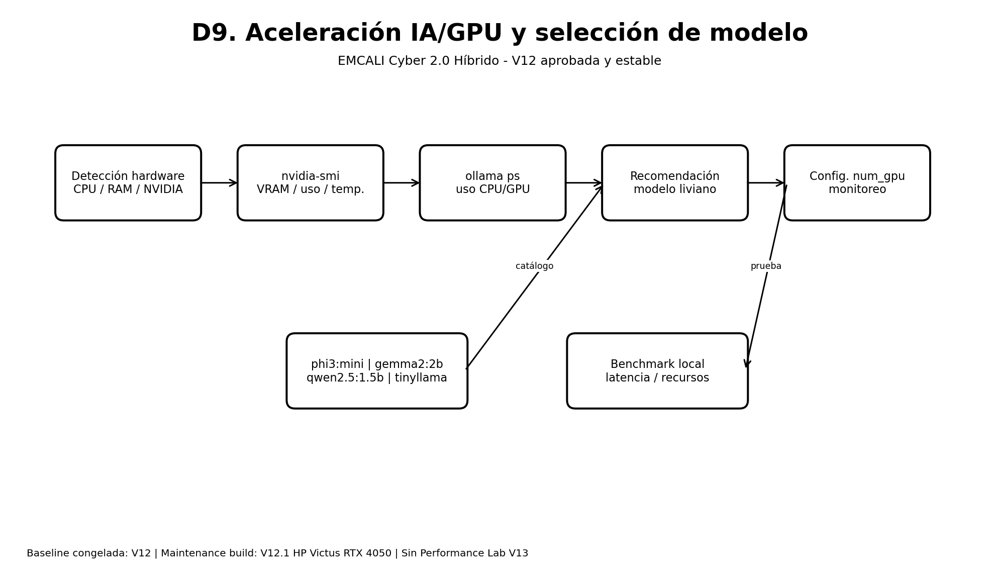 D9. Aceleración IA/GPU y selección de modelo
EMCALI Cyber 2.0 Híbrido - V12 aprobada y estable
Detección hardware
CPU / RAM / NVIDIA
nvidia-smi
VRAM / uso / temp.
ollama ps
uso CPU/GPU
Recomendación
modelo liviano
Config. num_gpu
monitoreo
catálogo
prueba
phi3:mini | gemma2:2b
qwen2.5:1.5b | tinyllama
Benchmark local
latencia / recursos
Baseline congelada: V12 | Maintenance build: V12.1 HP Victus RTX 4050 | Sin Performance Lab V13